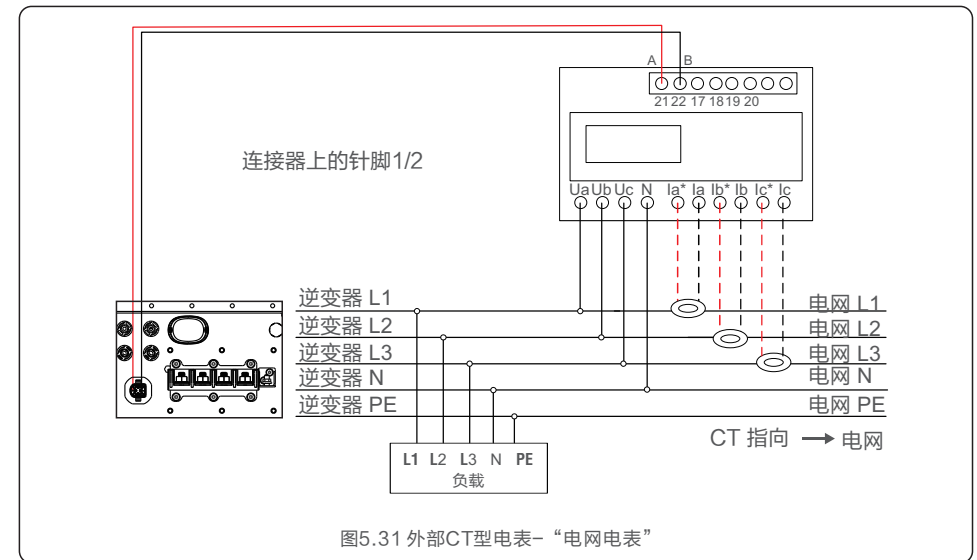 A B
21 22 17 18 19 20
连接器上的针脚1/2
Ua Ub Uc N Ia* Ia Ib* Ib Ic* Ic
逆变器 L1
电网 L1
逆变器 L2
电网 L2
逆变器 L3
电网 L3
逆变器 N
电网 N
逆变器 PE
电网 PE
CT 指向 → 电网
L1 L2 L3 N PE
负载
图5.31 外部CT型电表-“电网电表”